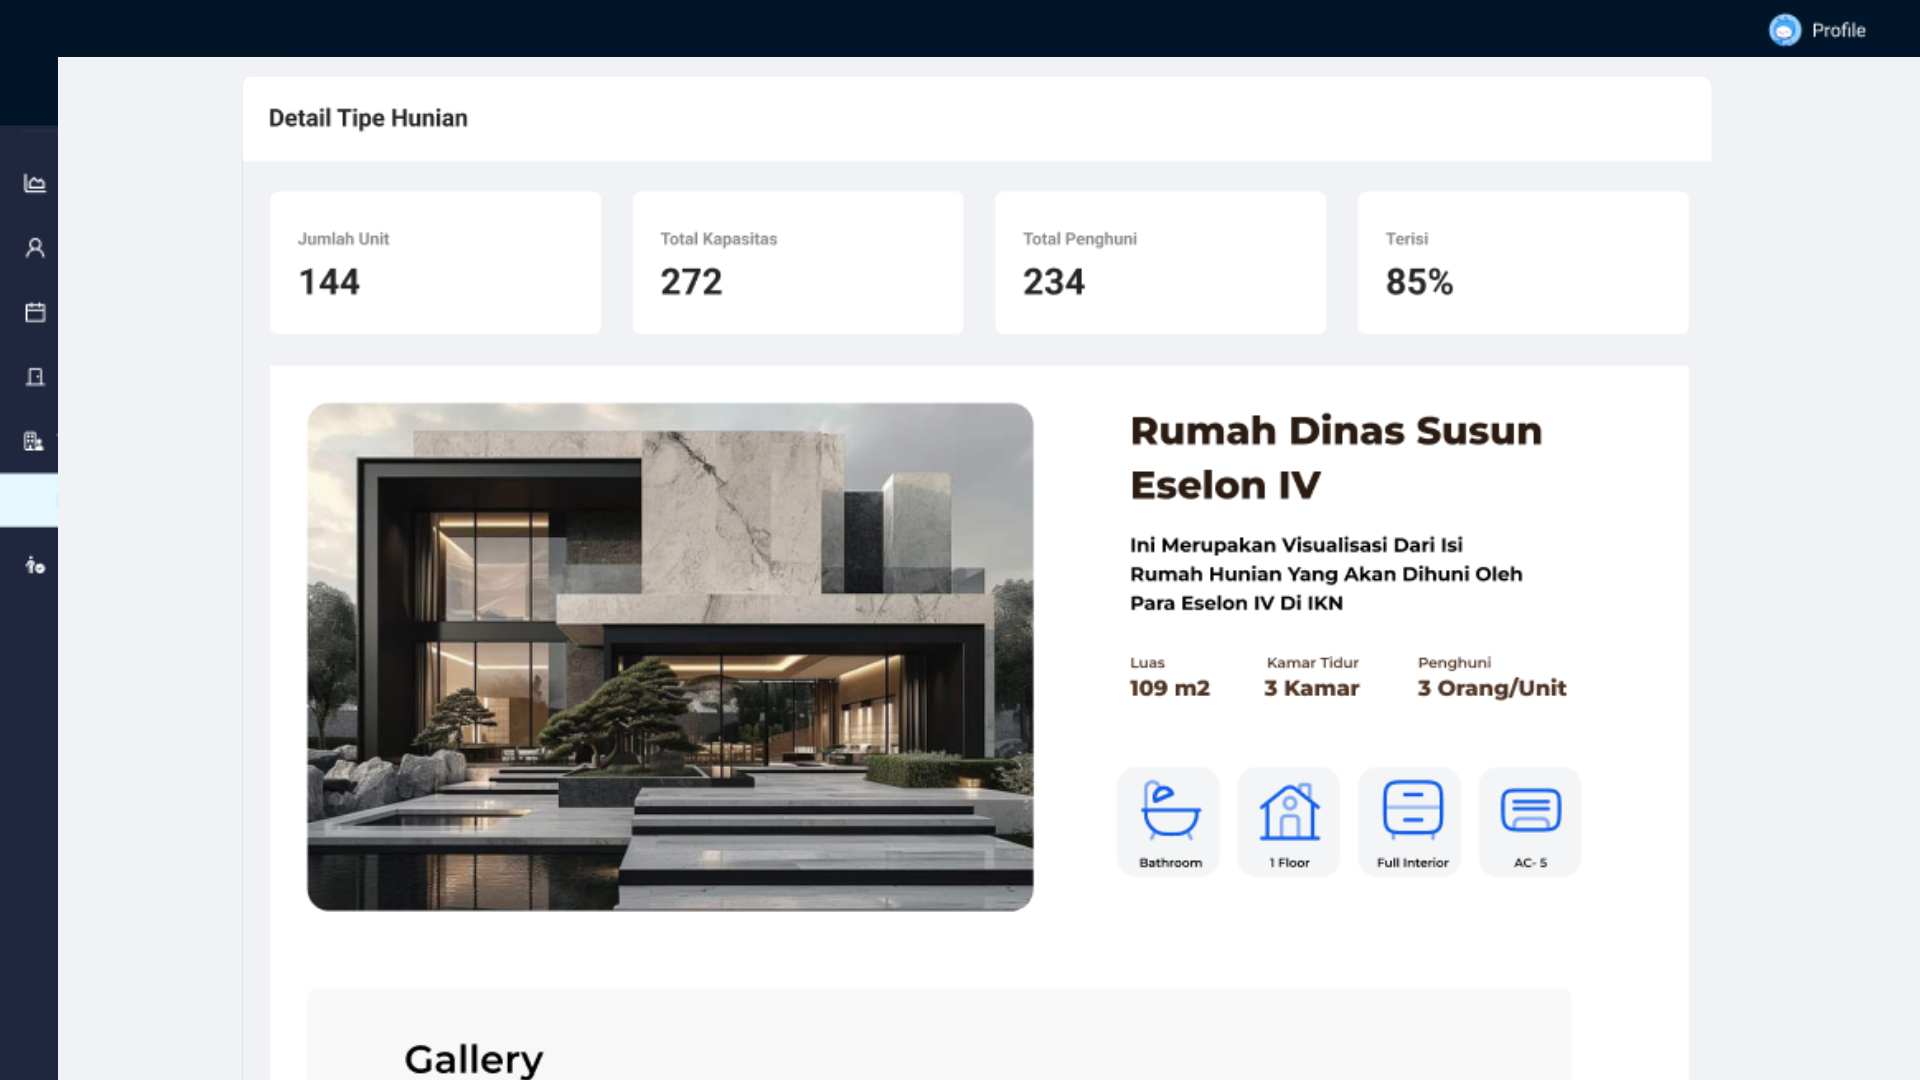 Profile
Detail Tipe Hunian
Jumlah Unit
144
Total Kapasitas
272
Total Penghuni
234
Terisi
85%
Rumah Dinas Susun
Eselon IV
Ini Merupakan Visualisasi Dari Isi
Rumah Hunian Yang Akan Dihuni Oleh
Para Eselon IV Di IKN
Luas
109 m2
Kamar Tidur
3 Kamar
Penghuni
3 Orang/Unit
Bathroom
1 Floor
Full Interior
AC- 5
Gallery